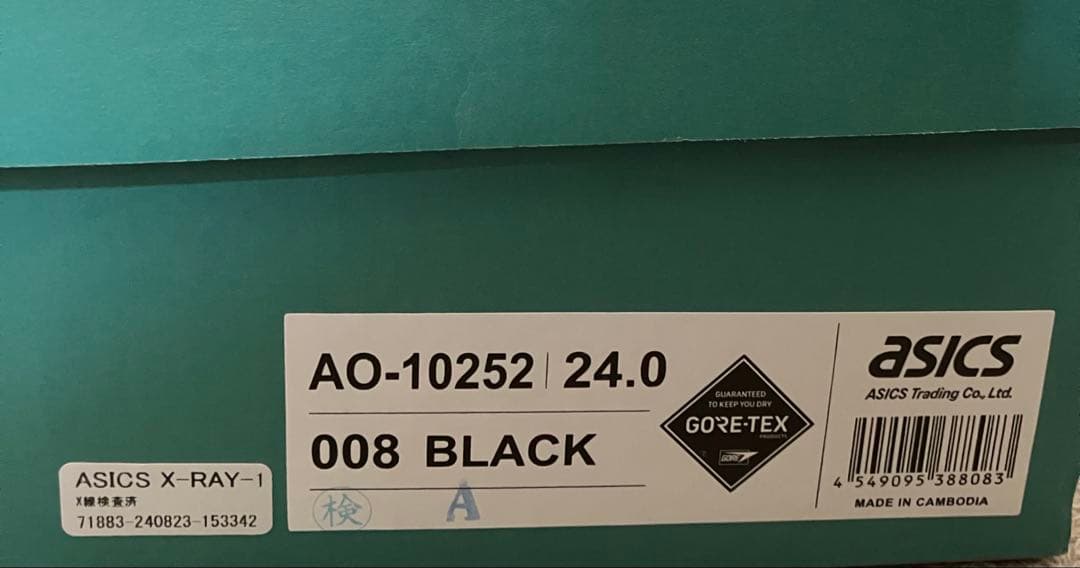 AO-10252 | 24.0
008 BLACK
検
A
GUARANTEED
TO KEEP YOU DRY
GORE-TEX
PRODUCTS
GORE
asics
ASICS Trading Co., Ltd.
4 549095 388083
MADE IN CAMBODIA
ASICS X-RAY-1
X線検査済
71883-240823-153342